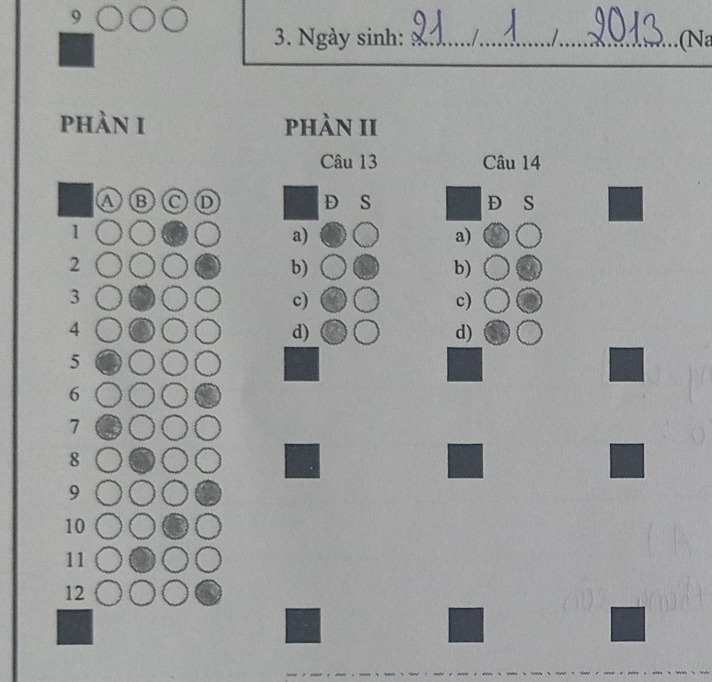 9
3. Ngày sinh: 21 / 1 / 2013 (Na
PHẦN I
PHẦN II
Câu 13
Câu 14
A B C D
Đ S
Đ S
1
a)
a)
2
b)
b)
3
c)
c)
4
d)
d)
5
6
7
8
9
10
11
12